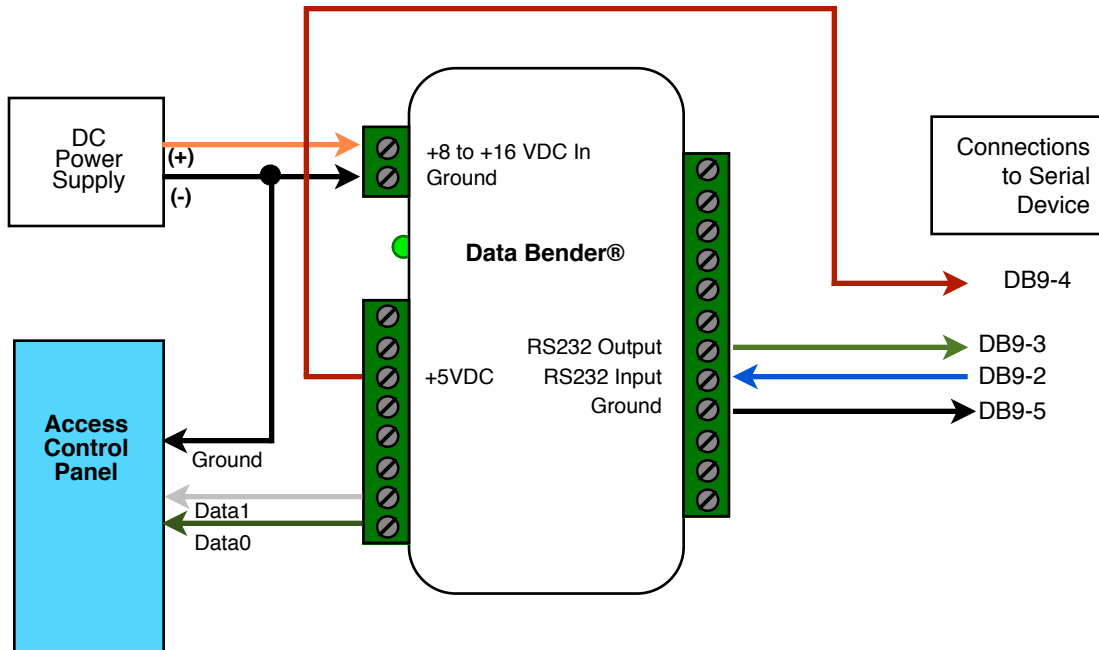 DC
Power
Supply
(+)
(-)
+8 to +16 VDC In
Ground
Data Bender®
Connections
to Serial
Device
DB9-4
RS232 Output
DB9-3
+5VDC
RS232 Input
DB9-2
Ground
DB9-5
Access
Control
Panel
Ground
Data1
Data0